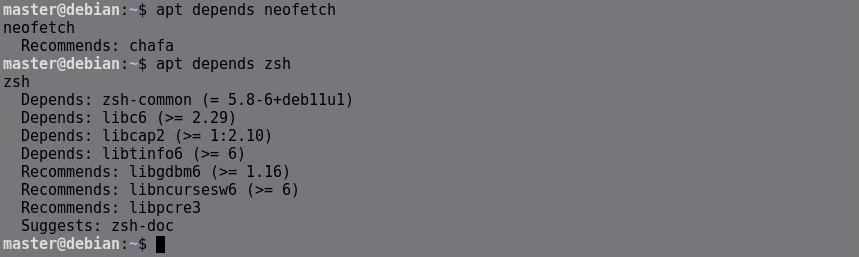 master@debian:~$ apt depends neofetch
neofetch
  Recommends: chafa
master@debian:~$ apt depends zsh
zsh
  Depends: zsh-common (= 5.8-6+deb11u1)
  Depends: libc6 (>= 2.29)
  Depends: libcap2 (>= 1:2.10)
  Depends: libtinfo6 (>= 6)
  Recommends: libgdbm6 (>= 1.16)
  Recommends: libncursesw6 (>= 6)
  Recommends: libpcre3
  Suggests: zsh-doc
master@debian:~$